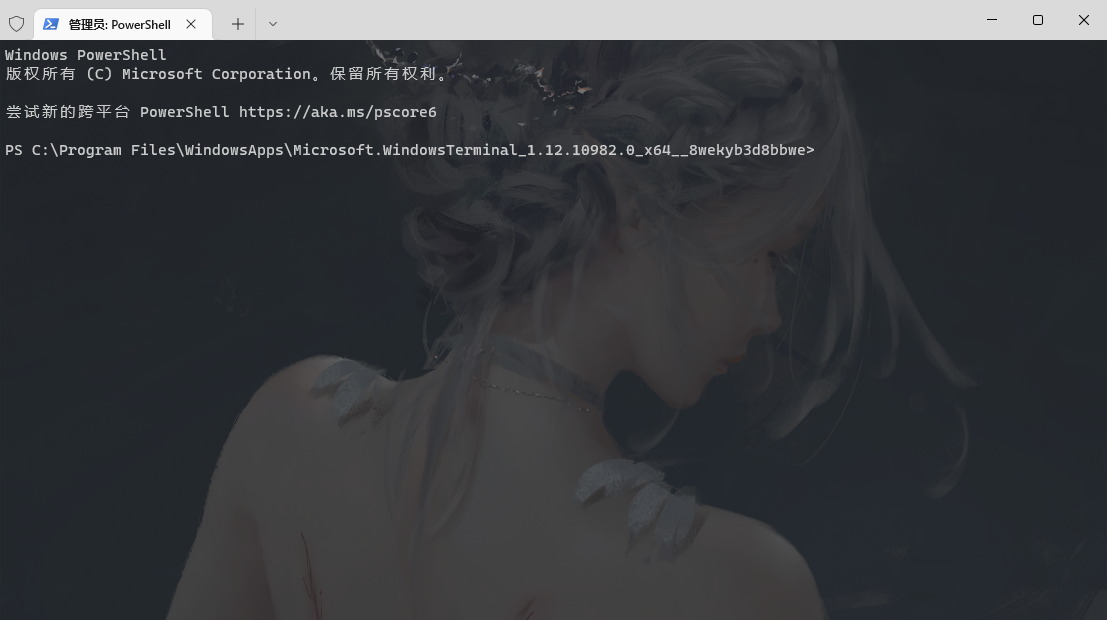 管理员: PowerShell
Windows PowerShell
版权所有 (C) Microsoft Corporation。保留所有权利。
尝试新的跨平台 PowerShell https://aka.ms/pscore6
PS C:\Program Files\WindowsApps\Microsoft.WindowsTerminal_1.12.10982.0_x64__8wekyb3d8bbwe>